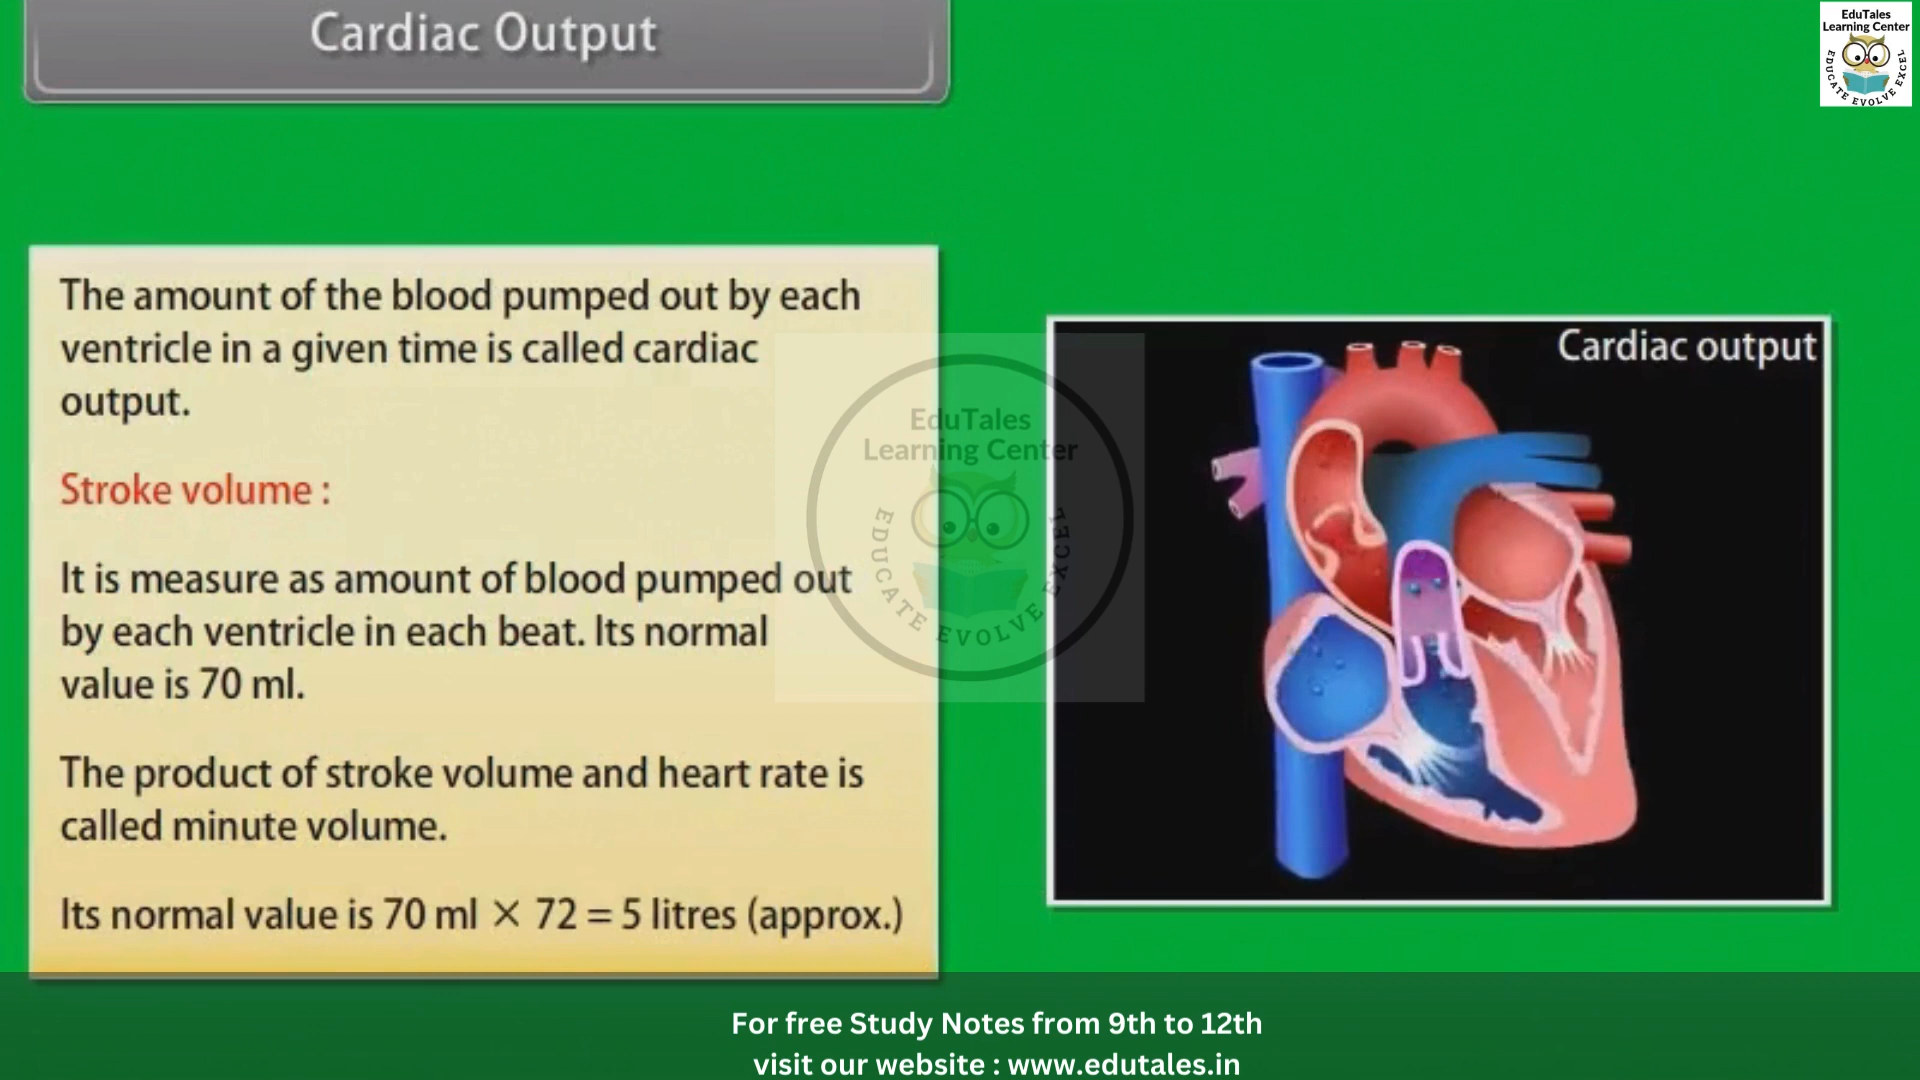 Cardiac Output
EduTales
Learning Center
EDUCATE EVOLVE EXCEL
The amount of the blood pumped out by each
ventricle in a given time is called cardiac
output.
Stroke volume :
It is measure as amount of blood pumped out
by each ventricle in each beat. Its normal
value is 70 ml.
The product of stroke volume and heart rate is
called minute volume.
Its normal value is 70 ml × 72 = 5 litres (approx.)
EduTales
Learning Center
EDUCATE EVOLVE EXCEL
Cardiac output
For free Study Notes from 9th to 12th
visit our website : www.edutales.in